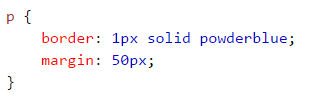 p {
    border: 1px solid powderblue;
    margin: 50px;
}